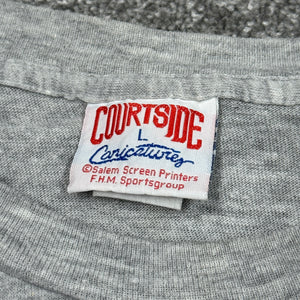 COURTSIDE
L
Caricatures
©Salem Screen Printers
F.H.M. Sportsgroup